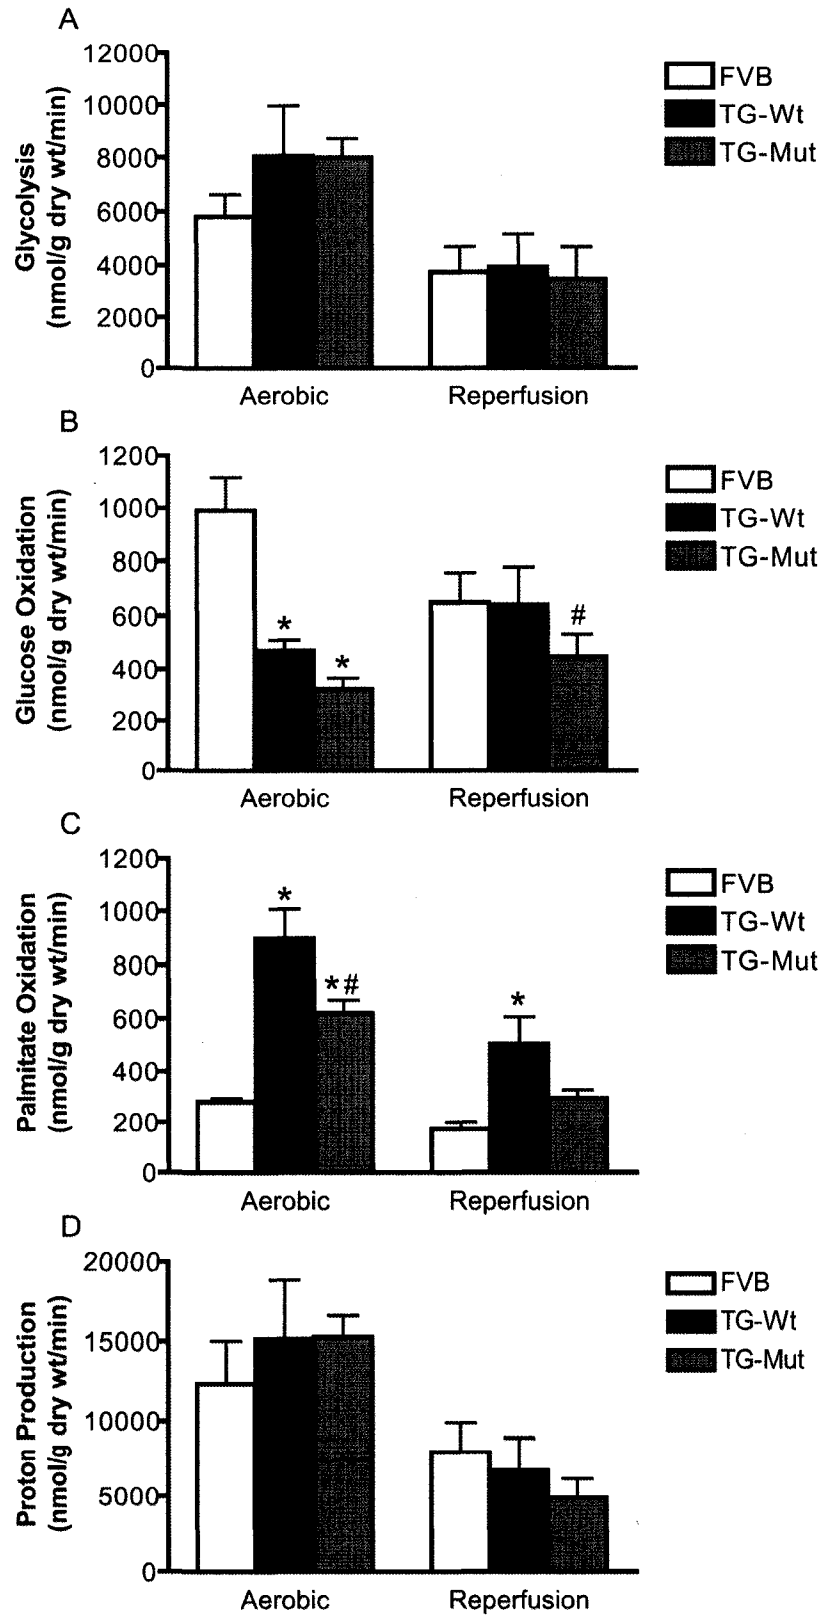 A
12000
10000
8000
6000
4000
2000
0
Glycolysis
(nmol/g dry wt/min)
Aerobic
Reperfusion
FVB
TG-Wt
TG-Mut
B
1200
1000
800
600
400
200
0
Glucose Oxidation
(nmol/g dry wt/min)
*
*
#
Aerobic
Reperfusion
FVB
TG-Wt
TG-Mut
C
1200
1000
800
600
400
200
0
Palmitate Oxidation
(nmol/g dry wt/min)
*
*#
*
Aerobic
Reperfusion
FVB
TG-Wt
TG-Mut
D
20000
15000
10000
5000
0
Proton Production
(nmol/g dry wt/min)
Aerobic
Reperfusion
FVB
TG-Wt
TG-Mut